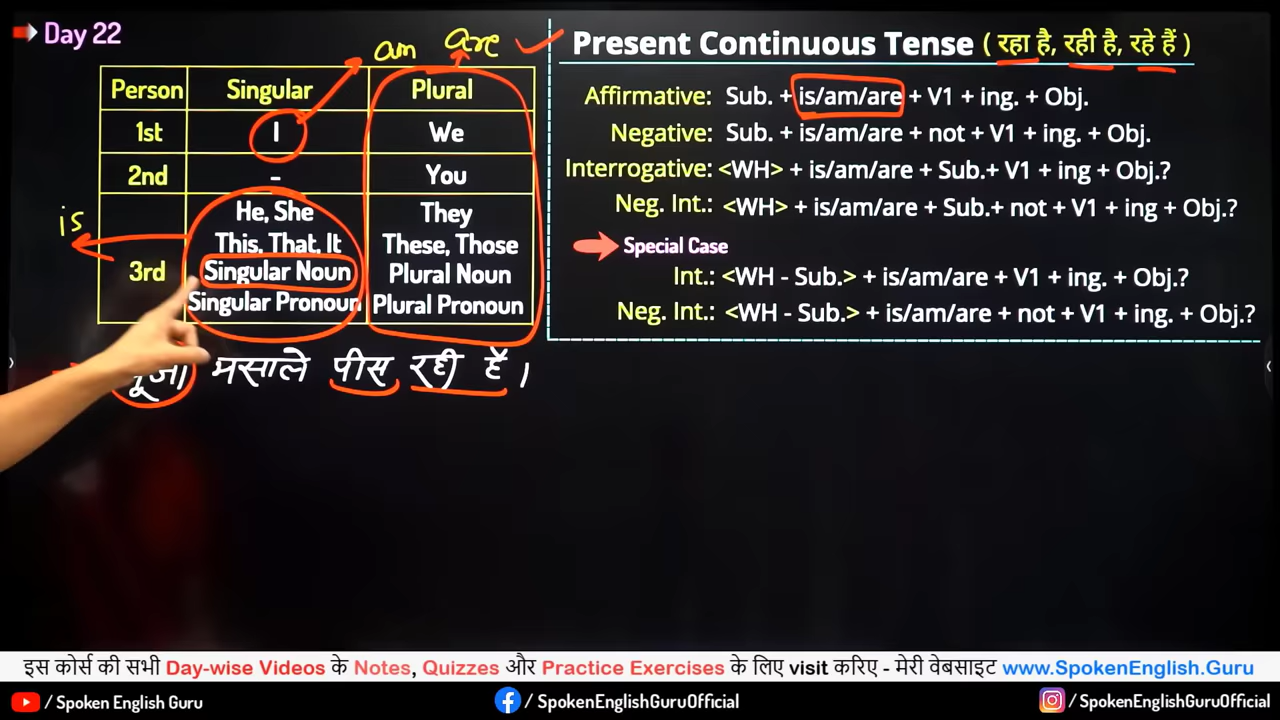 Day 22
am are
Person Singular Plural
1st I We
2nd - You
3rd
He, She
This, That, It
Singular Noun
Singular Pronoun
They
These, Those
Plural Noun
Plural Pronoun
is
मसाले पीस रही है।
Present Continuous Tense ( रहा है, रही है, रहे हैं )
Affirmative: Sub. + is/am/are + V1 + ing. + Obj.
Negative: Sub. + is/am/are + not + V1 + ing. + Obj.
Interrogative: <WH> + is/am/are + Sub.+ V1 + ing + Obj.?
Neg. Int.: <WH> + is/am/are + Sub.+ not + V1 + ing + Obj.?
Special Case
Int.: <WH - Sub.> + is/am/are + V1 + ing. + Obj.?
Neg. Int.: <WH - Sub.> + is/am/are + not + V1 + ing. + Obj.?
इस कोर्स की सभी Day-wise Videos के Notes, Quizzes और Practice Exercises के लिए visit करिए - मेरी वेबसाइट www.SpokenEnglish.Guru
/ Spoken English Guru
/ SpokenEnglishGuruOfficial
/SpokenEnglishGuruOfficial